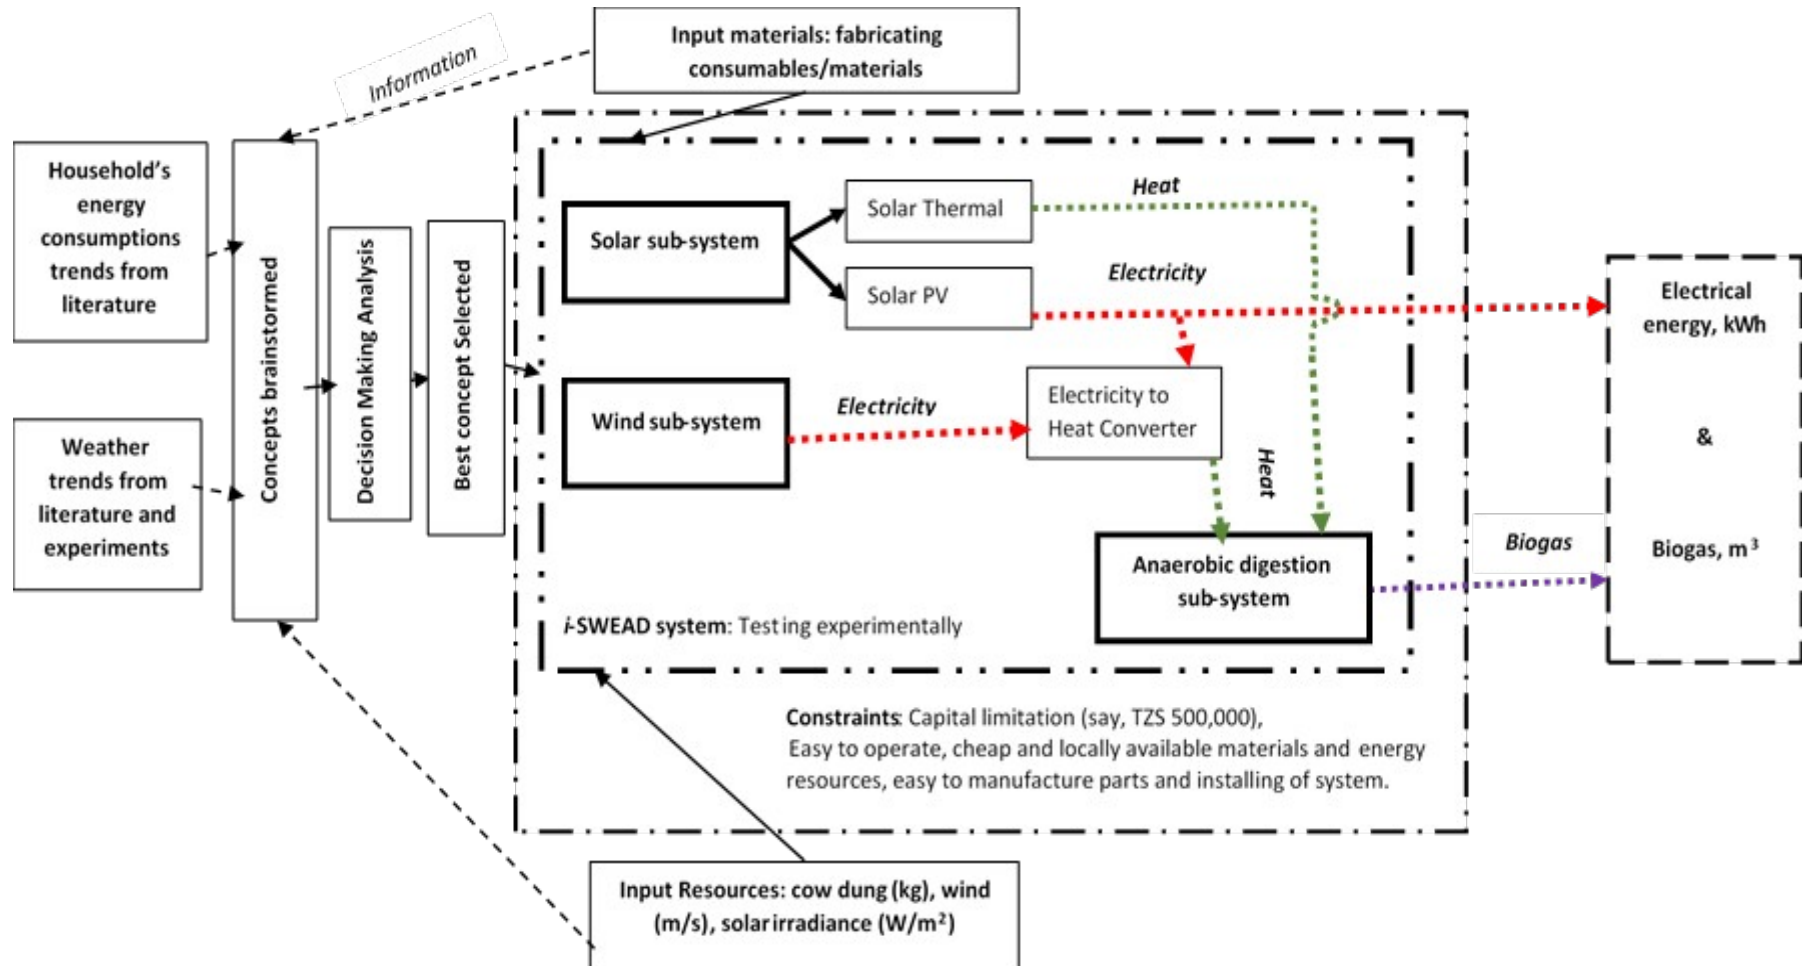 Input materials: fabricating
consumables/materials
Information
Household’s
energy
consumptions
trends from
literature
Weather
trends from
literature and
experiments
Concepts brainstormed
Decision Making Analysis
Best concept Selected
Solar sub-system
Solar Thermal
Heat
Solar PV
Electricity
Wind sub-system
Electricity
Electricity to
Heat Converter
Heat
Anaerobic digestion
sub-system
i-SWEAD system: Testing experimentally
Biogas
Electrical
energy, kWh
&
Biogas, m³
Constraints: Capital limitation (say, TZS 500,000),
Easy to operate, cheap and locally available materials and energy
resources, easy to manufacture parts and installing of system.
Input Resources: cow dung (kg), wind
(m/s), solar irradiance (W/m²)